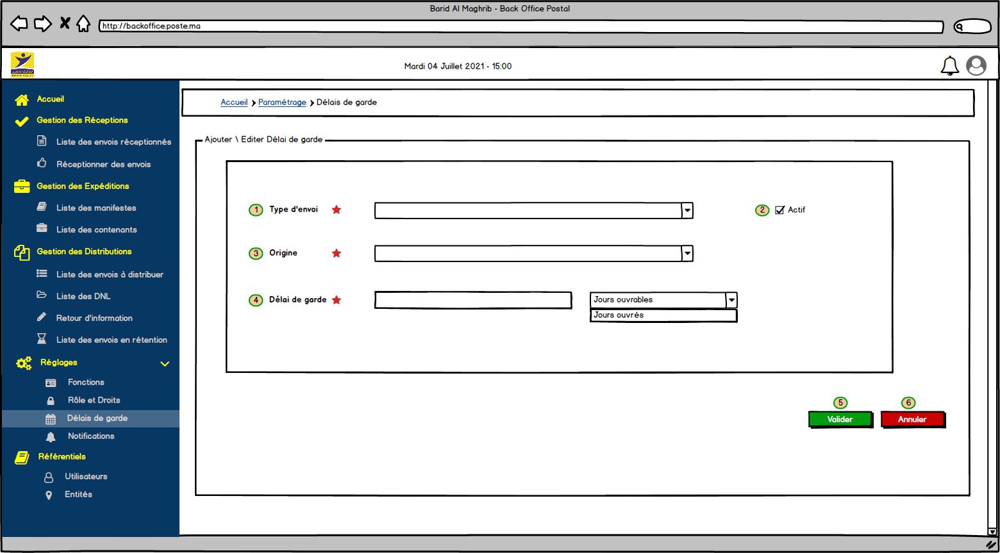 Barid Al Maghrib - Back Office Postal
http://backoffice.poste.ma
Mardi 04 Juillet 2021 - 15:00
Accueil
Gestion des Réceptions
Liste des envois réceptionnés
Réceptionner des envois
Gestion des Expéditions
Liste des manifestes
Liste des contenants
Gestion des Distributions
Liste des envois à distribuer
Liste des DNL
Retour d'information
Liste des envois en rétention
Réglages
Fonctions
Rôle et Droits
Délais de garde
Notifications
Référentiels
Utilisateurs
Entités
Accueil Paramétrage Délais de garde
Ajouter \ Editer Délai de garde
1 Type d'envoi
2 Actif
3 Origine
4 Délai de garde
Jours ouvrables
Jours ouvrés
5 6
Valider Annuler